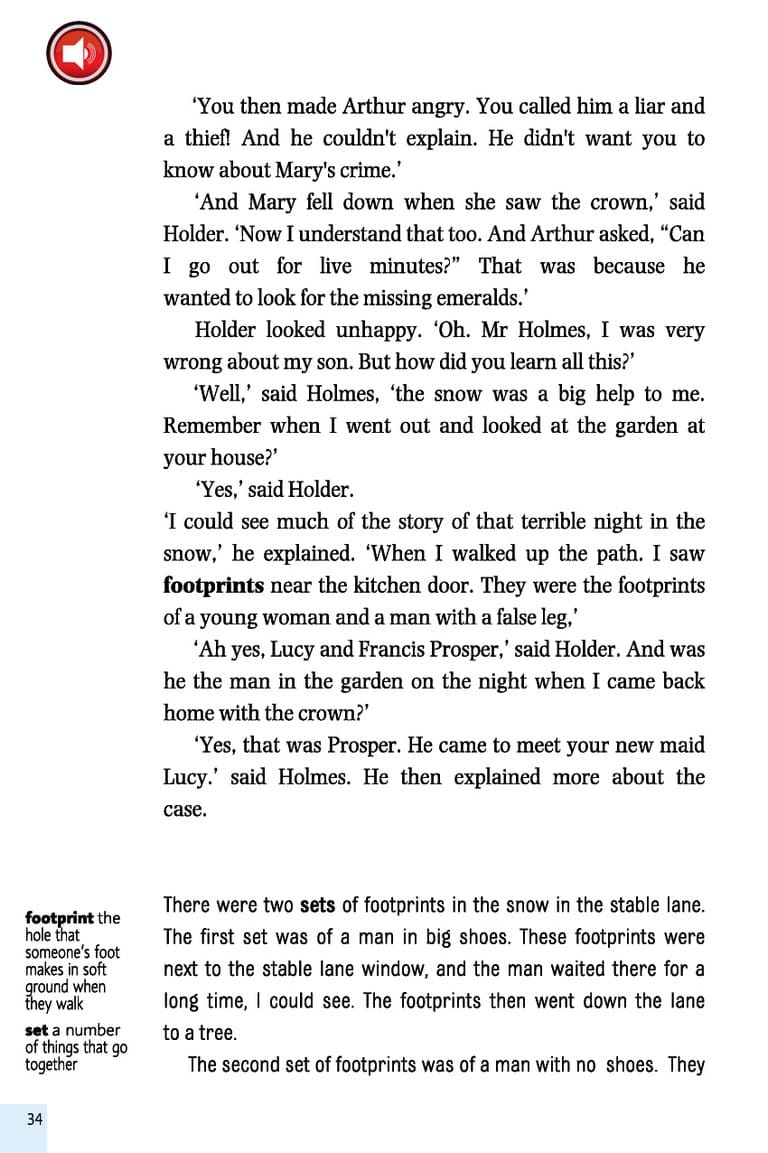 ‘You then made Arthur angry. You called him a liar and
a thief! And he couldn't explain. He didn't want you to
know about Mary's crime.’
‘And Mary fell down when she saw the crown,’ said
Holder. ‘Now I understand that too. And Arthur asked, “Can
I go out for live minutes?” That was because he
wanted to look for the missing emeralds.’
Holder looked unhappy. ‘Oh. Mr Holmes, I was very
wrong about my son. But how did you learn all this?’
‘Well,’ said Holmes, ‘the snow was a big help to me.
Remember when I went out and looked at the garden at
your house?’
‘Yes,’ said Holder.
‘I could see much of the story of that terrible night in the
snow,’ he explained. ‘When I walked up the path. I saw
footprints near the kitchen door. They were the footprints
of a young woman and a man with a false leg,’
‘Ah yes, Lucy and Francis Prosper,’ said Holder. And was
he the man in the garden on the night when I came back
home with the crown?’
‘Yes, that was Prosper. He came to meet your new maid
Lucy.’ said Holmes. He then explained more about the
case.
There were two sets of footprints in the snow in the stable lane.
The first set was of a man in big shoes. These footprints were
next to the stable lane window, and the man waited there for a
long time, I could see. The footprints then went down the lane
to a tree.
The second set of footprints was of a man with no shoes. They
footprint the
hole that
someone's foot
makes in soft
ground when
they walk
set a number
of things that go
together
34